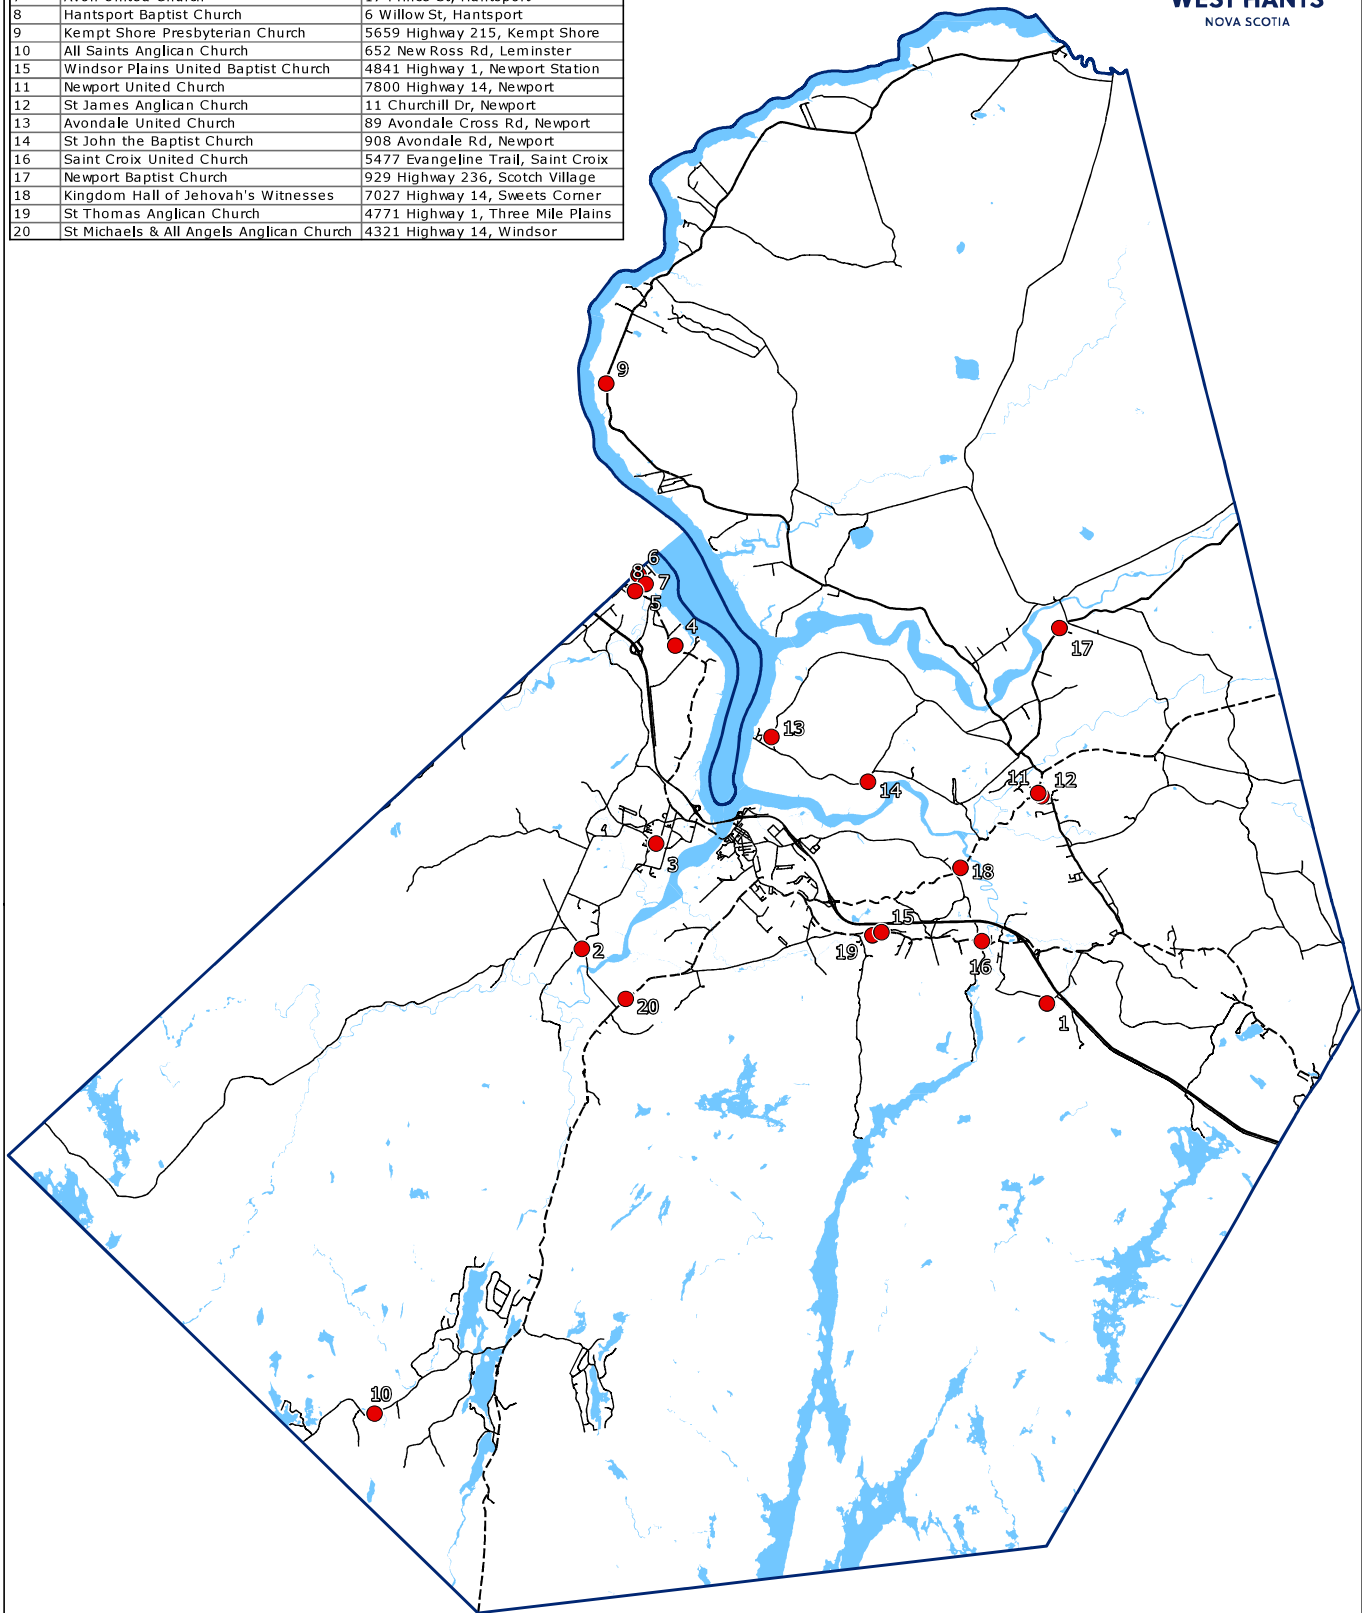 WEST HANTS
NOVA SCOTIA
8 Hantsport Baptist Church 6 Willow St, Hantsport
9 Kempt Shore Presbyterian Church 5659 Highway 215, Kempt Shore
10 All Saints Anglican Church 652 New Ross Rd, Leminster
15 Windsor Plains United Baptist Church 4841 Highway 1, Newport Station
11 Newport United Church 7800 Highway 14, Newport
12 St James Anglican Church 11 Churchill Dr, Newport
13 Avondale United Church 89 Avondale Cross Rd, Newport
14 St John the Baptist Church 908 Avondale Rd, Newport
16 Saint Croix United Church 5477 Evangeline Trail, Saint Croix
17 Newport Baptist Church 929 Highway 236, Scotch Village
18 Kingdom Hall of Jehovah's Witnesses 7027 Highway 14, Sweets Corner
19 St Thomas Anglican Church 4771 Highway 1, Three Mile Plains
20 St Michaels & All Angels Anglican Church 4321 Highway 14, Windsor
9
6
8
7
5
4
17
13
11
12
14
3
18
15
19
2
16
20
1
10